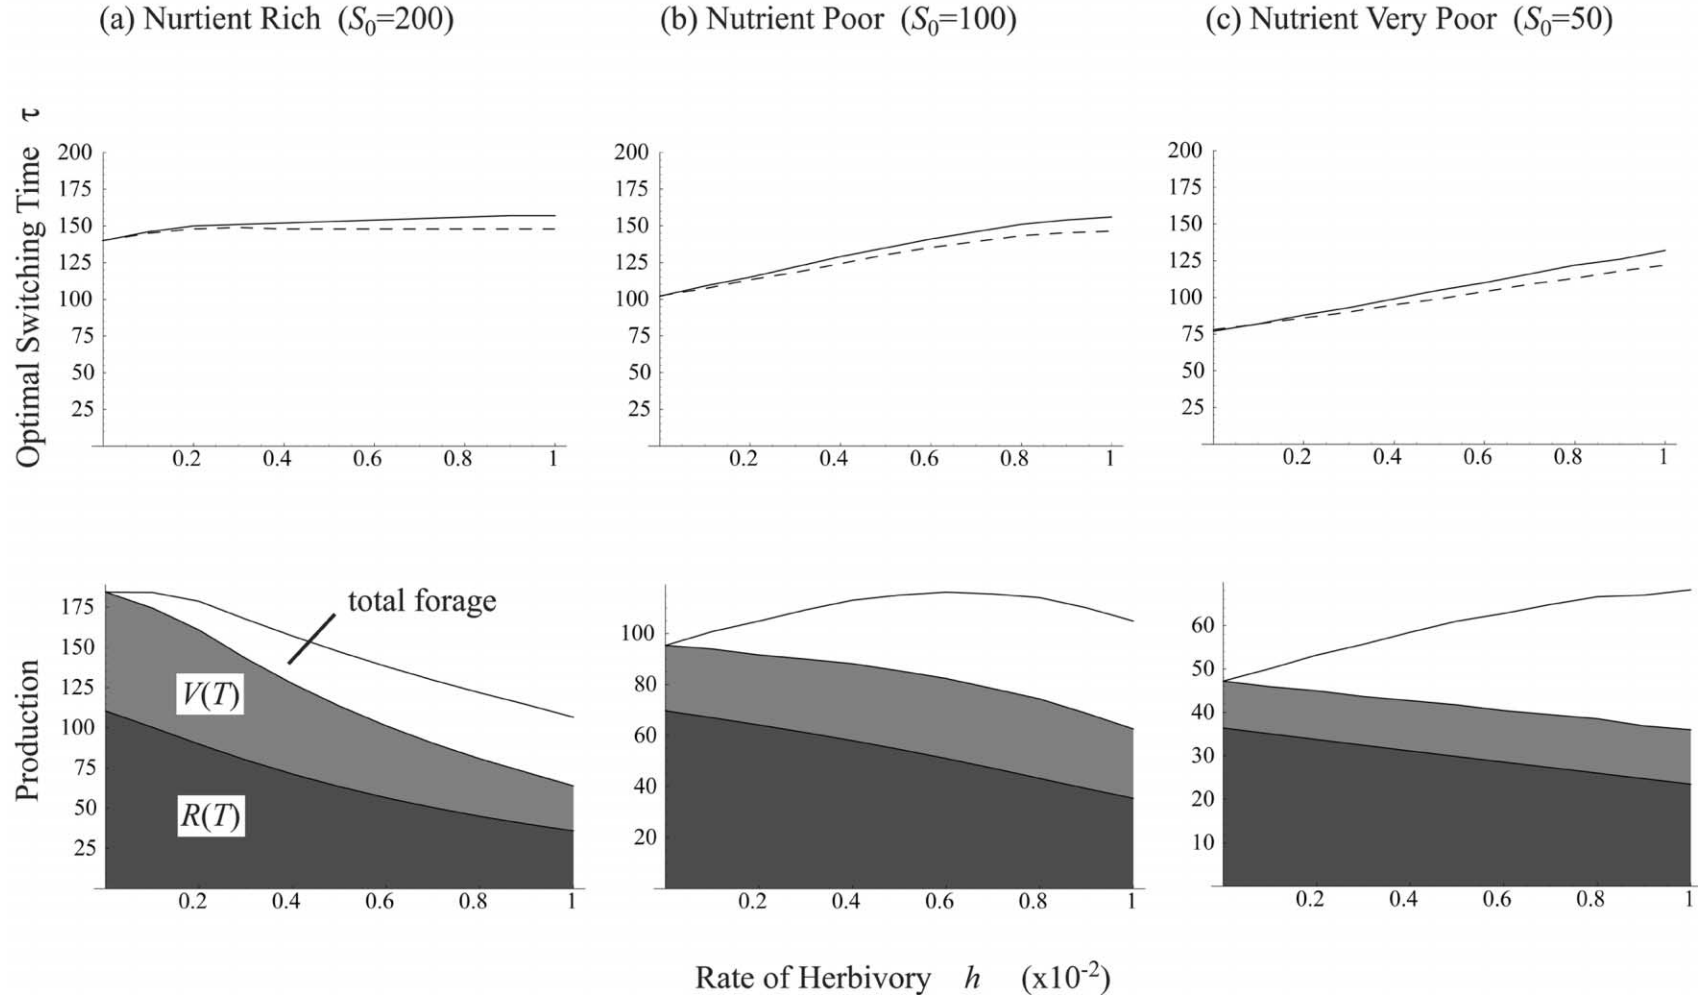 (a) Nurtient Rich (S₀=200)
(b) Nutrient Poor (S₀=100)
(c) Nutrient Very Poor (S₀=50)
Optimal Switching Time τ
200
175
150
125
100
75
50
25
0.2 0.4 0.6 0.8 1
200
175
150
125
100
75
50
25
0.2 0.4 0.6 0.8 1
200
175
150
125
100
75
50
25
0.2 0.4 0.6 0.8 1
Production
175
150
125
100
75
50
25
total forage
V(T)
R(T)
0.2 0.4 0.6 0.8 1
100
80
60
40
20
0.2 0.4 0.6 0.8 1
60
50
40
30
20
10
0.2 0.4 0.6 0.8 1
Rate of Herbivory h (x10⁻²)